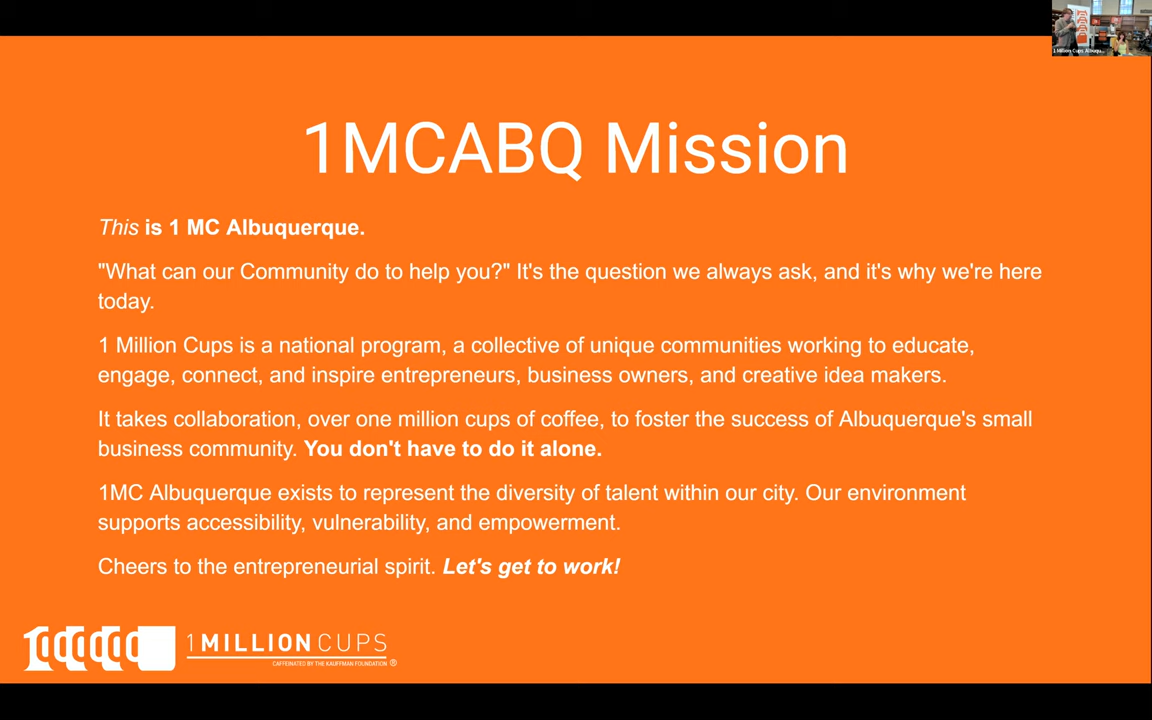 1 Million Cups Albuqu...
1MCABQ Mission
This is 1 MC Albuquerque.
"What can our Community do to help you?" It's the question we always ask, and it's why we're here
today.
1 Million Cups is a national program, a collective of unique communities working to educate,
engage, connect, and inspire entrepreneurs, business owners, and creative idea makers.
It takes collaboration, over one million cups of coffee, to foster the success of Albuquerque's small
business community. You don't have to do it alone.
1MC Albuquerque exists to represent the diversity of talent within our city. Our environment
supports accessibility, vulnerability, and empowerment.
Cheers to the entrepreneurial spirit. Let's get to work!
1 MILLION CUPS
CAFFEINATED BY THE KAUFFMAN FOUNDATION ®